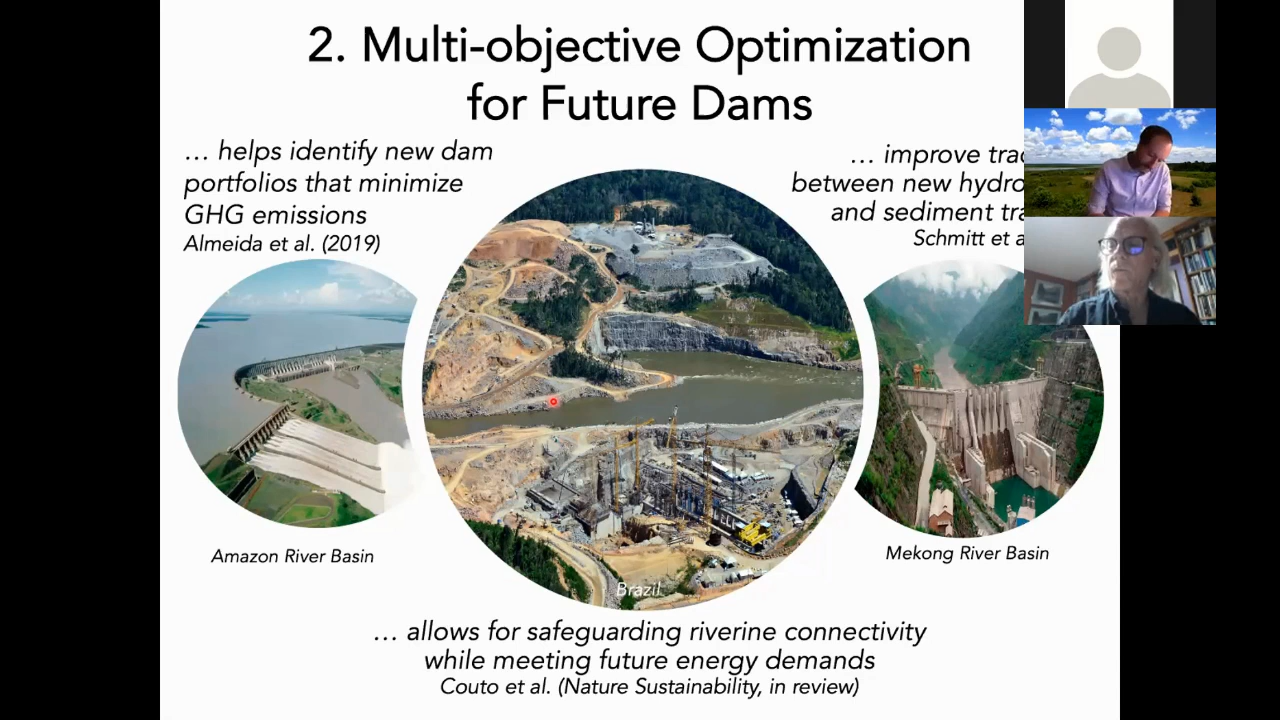 2. Multi-objective Optimization
for Future Dams
… helps identify new dam
portfolios that minimize
GHG emissions
Almeida et al. (2019)
… improve
between new
and sediment
Schmitt et
Amazon River Basin
Brazil
Mekong River Basin
… allows for safeguarding riverine connectivity
while meeting future energy demands
Couto et al. (Nature Sustainability, in review)